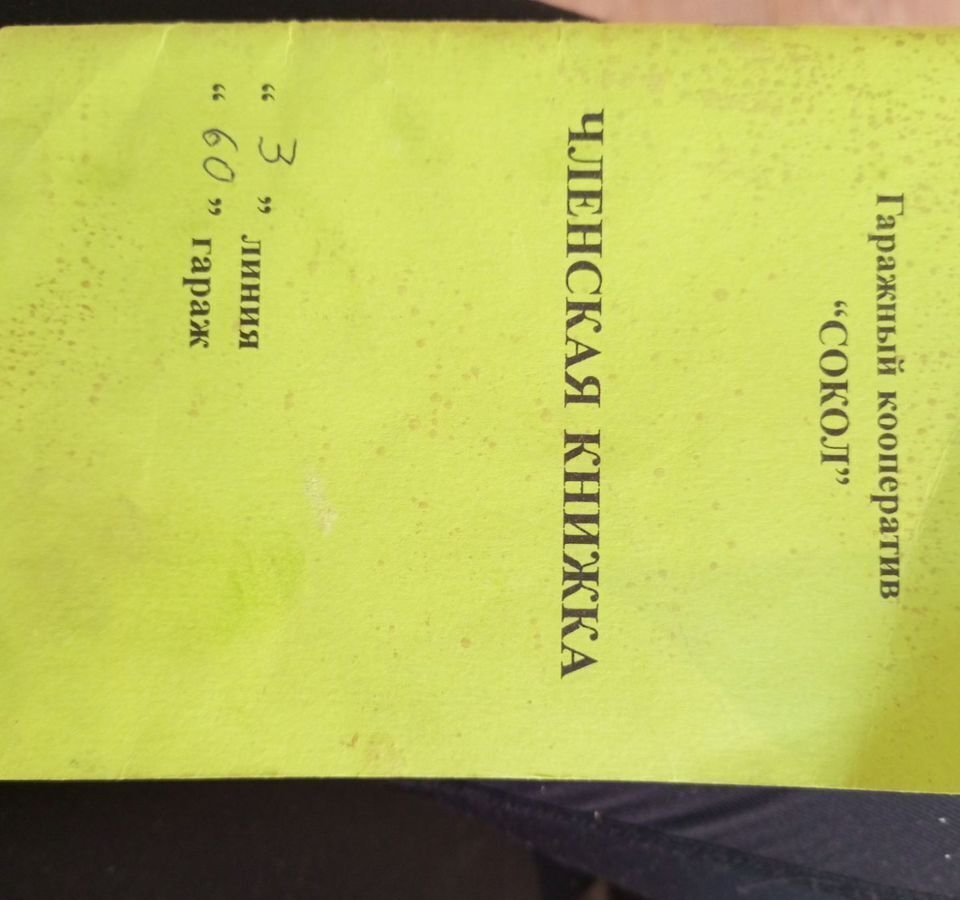 Гаражный кооператив
“СОКОЛ”
ЧЛЕНСКАЯ КНИЖКА
“ 3 ” линия
“ 60 ” гараж